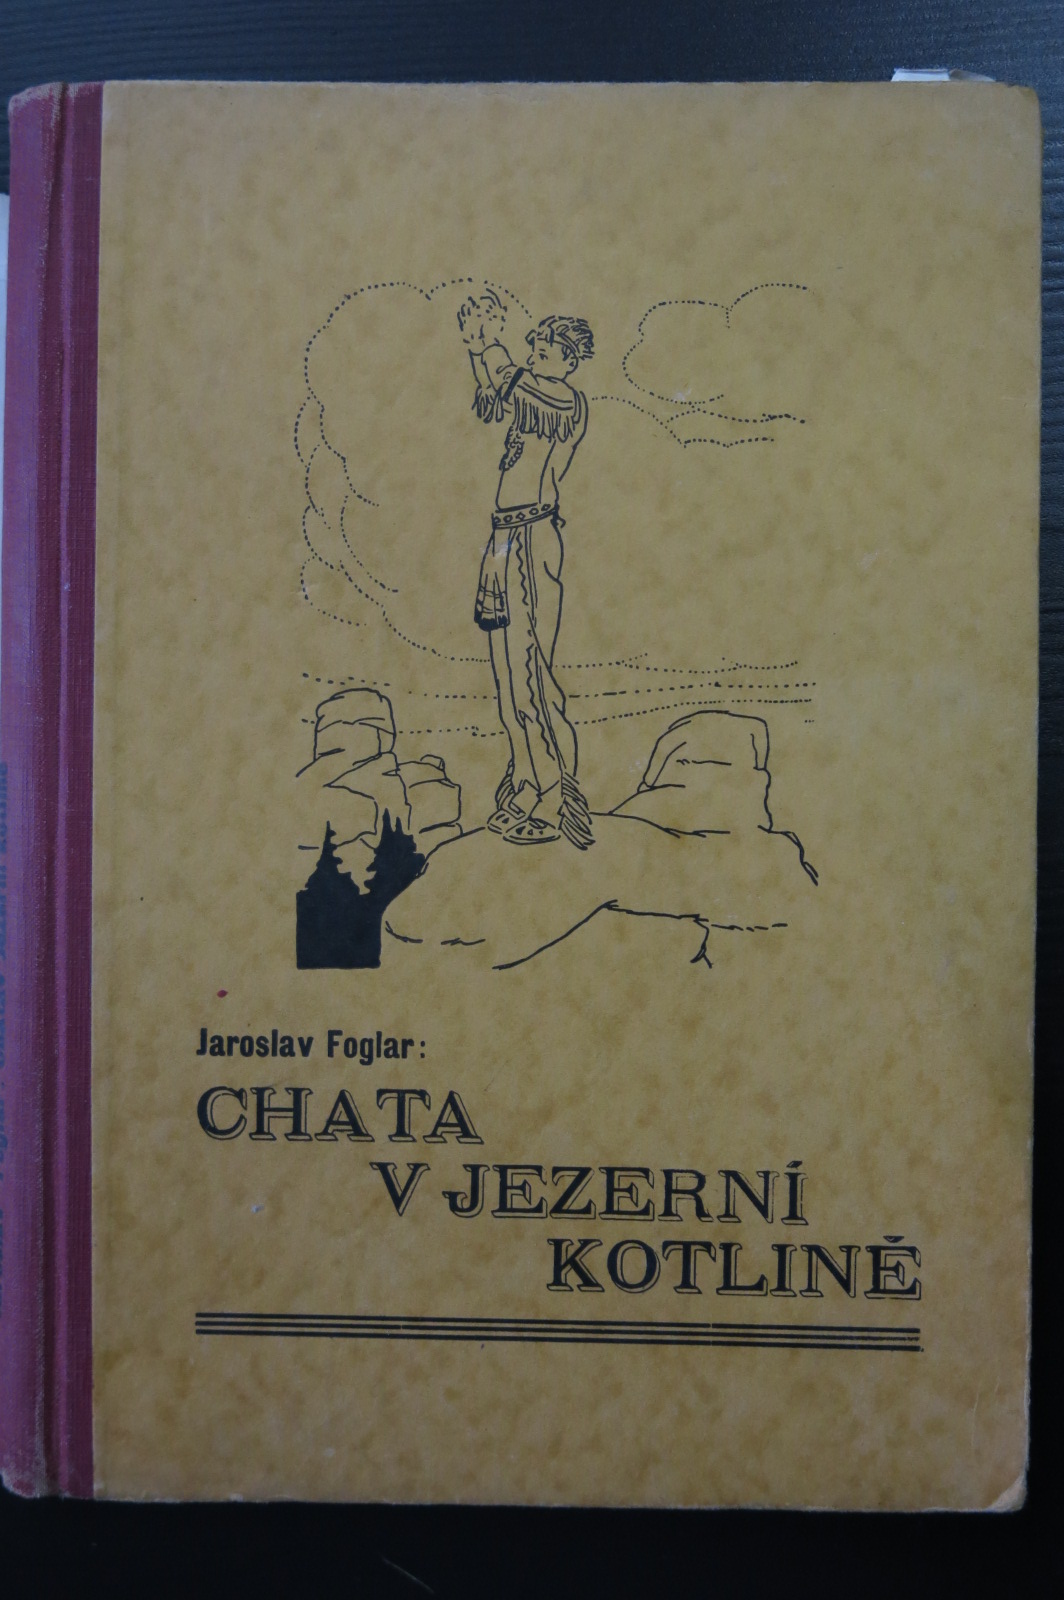 Jaroslav Foglar:
CHATA
V JEZERNÍ
KOTLINĚ